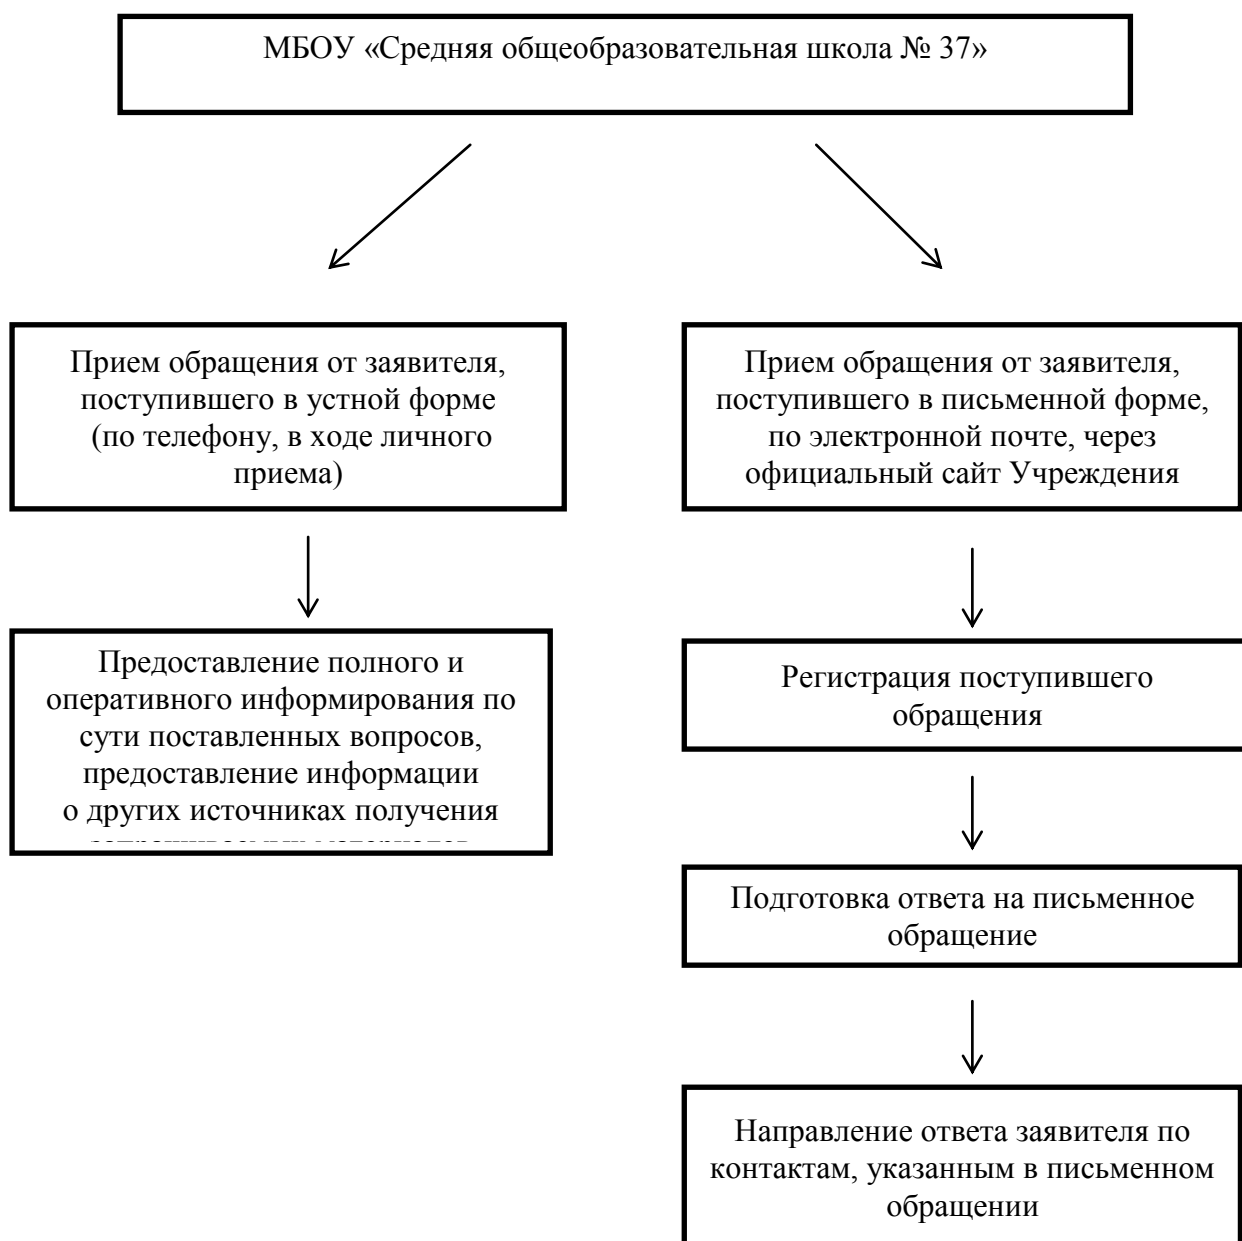 МБОУ «Средняя общеобразовательная школа № 37»
Прием обращения от заявителя,
поступившего в устной форме
(по телефону, в ходе личного
приема)
Прием обращения от заявителя,
поступившего в письменной форме,
по электронной почте, через
официальный сайт Учреждения
Предоставление полного и
оперативного информирования по
сути поставленных вопросов,
предоставление информации
о других источниках получения
Регистрация поступившего
обращения
Подготовка ответа на письменное
обращение
Направление ответа заявителя по
контактам, указанным в письменном
обращении